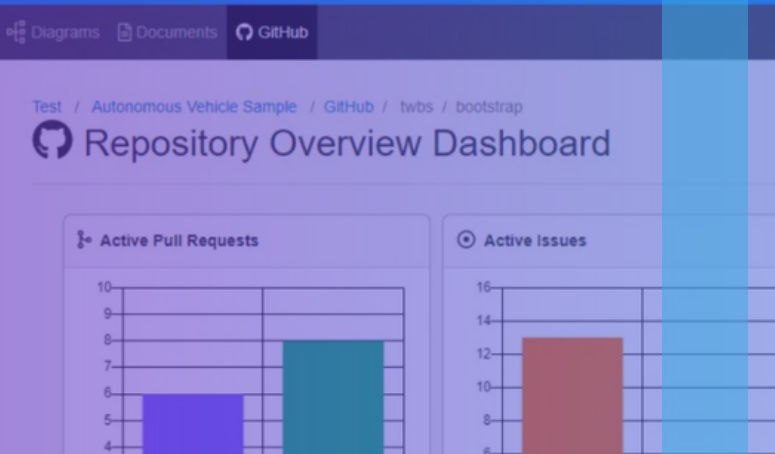 Diagrams Documents GitHub
Test / Autonomous Vehicle Sample / GitHub / twbs / bootstrap
Repository Overview Dashboard
Active Pull Requests
Active Issues
10
9
8
7
6
5
4
16
14
12
10
8
6